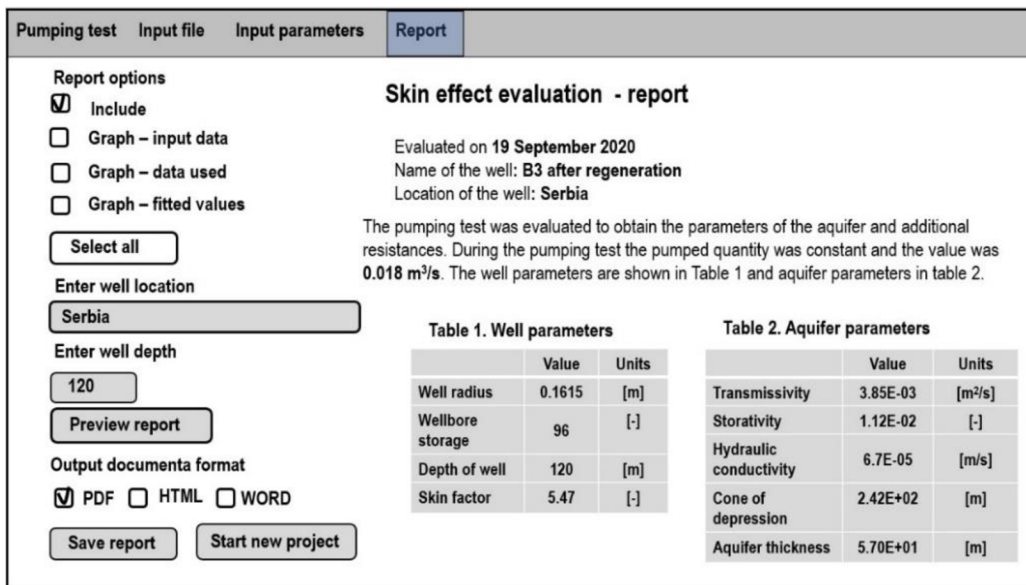 Pumping test Input file Input parameters Report
Report options
Include
Graph – input data
Graph – data used
Graph – fitted values
Select all
Enter well location
Serbia
Enter well depth
120
Preview report
Output documenta format
PDF HTML WORD
Save report Start new project
Skin effect evaluation - report
Evaluated on 19 September 2020
Name of the well: B3 after regeneration
Location of the well: Serbia
The pumping test was evaluated to obtain the parameters of the aquifer and additional
resistances. During the pumping test the pumped quantity was constant and the value was
0.018 m³/s. The well parameters are shown in Table 1 and aquifer parameters in table 2.
Table 1. Well parameters
Value Units
Well radius 0.1615 [m]
Wellbore
storage 96 [-]
Depth of well 120 [m]
Skin factor 5.47 [-]
Table 2. Aquifer parameters
Value Units
Transmissivity 3.85E-03 [m²/s]
Storativity 1.12E-02 [-]
Hydraulic
conductivity 6.7E-05 [m/s]
Cone of
depression 2.42E+02 [m]
Aquifer thickness 5.70E+01 [m]